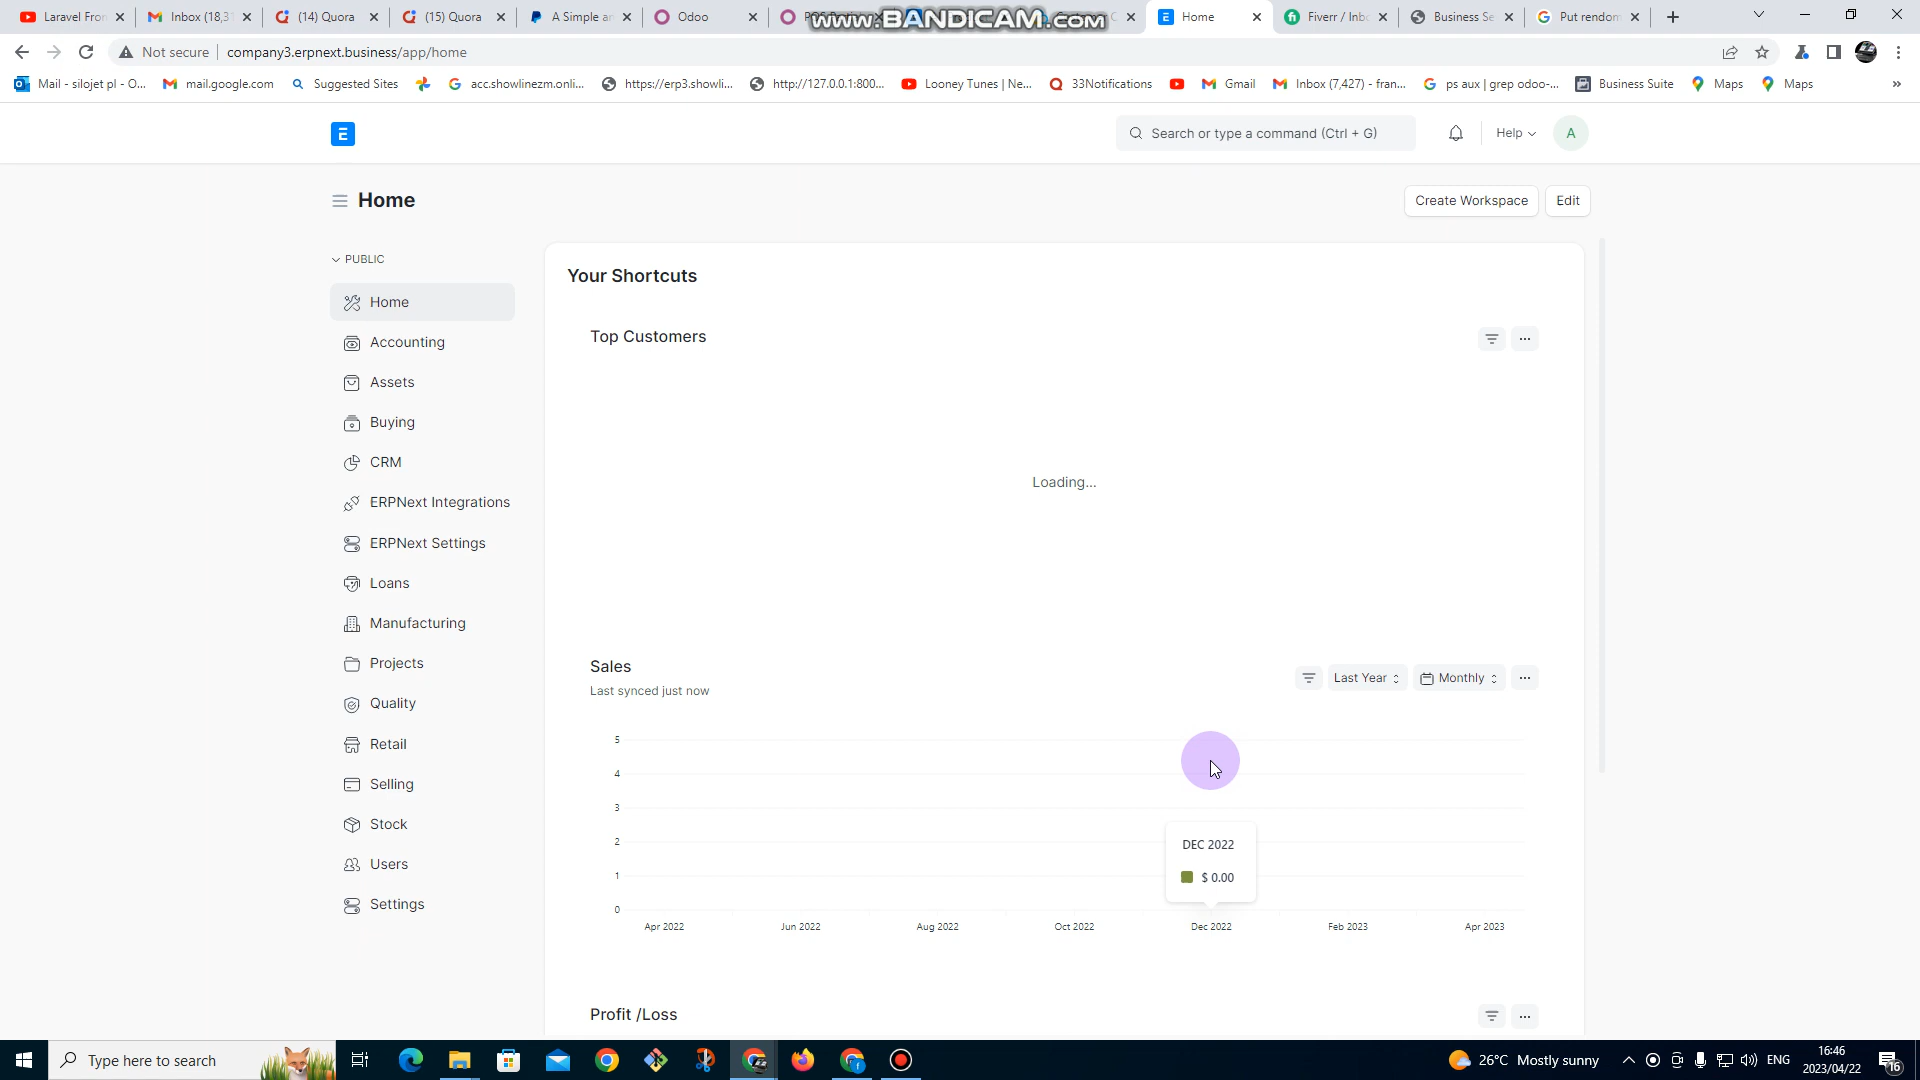 Laravel Fron
Inbox (18,31
(14) Quora
(15) Quora
A Simple an
Odoo
www.BANDICAM.com
Home
Fiverr / Inbo
Business Se
Put rendom
Not secure
company3.erpnext.business/app/home
Mail - silojet pl - O...
mail.google.com
Suggested Sites
acc.showlinezm.onli...
https://erp3.showli...
http://127.0.0.1:800...
Looney Tunes | Ne...
33Notifications
Gmail
Inbox (7,427) - fran...
ps aux | grep odoo-...
Business Suite
Maps
Maps
E
Search or type a command (Ctrl + G)
Help
A
Home
Create Workspace
Edit
PUBLIC
Home
Accounting
Assets
Buying
CRM
ERPNext Integrations
ERPNext Settings
Loans
Manufacturing
Projects
Quality
Retail
Selling
Stock
Users
Settings
Your Shortcuts
Top Customers
Loading...
Sales
Last synced just now
Last Year
Monthly
5
4
3
2
1
0
DEC 2022
$ 0.00
Apr 2022
Jun 2022
Aug 2022
Oct 2022
Dec 2022
Feb 2023
Apr 2023
Profit /Loss
Type here to search
26°C Mostly sunny
ENG
16:46
2023/04/22
16